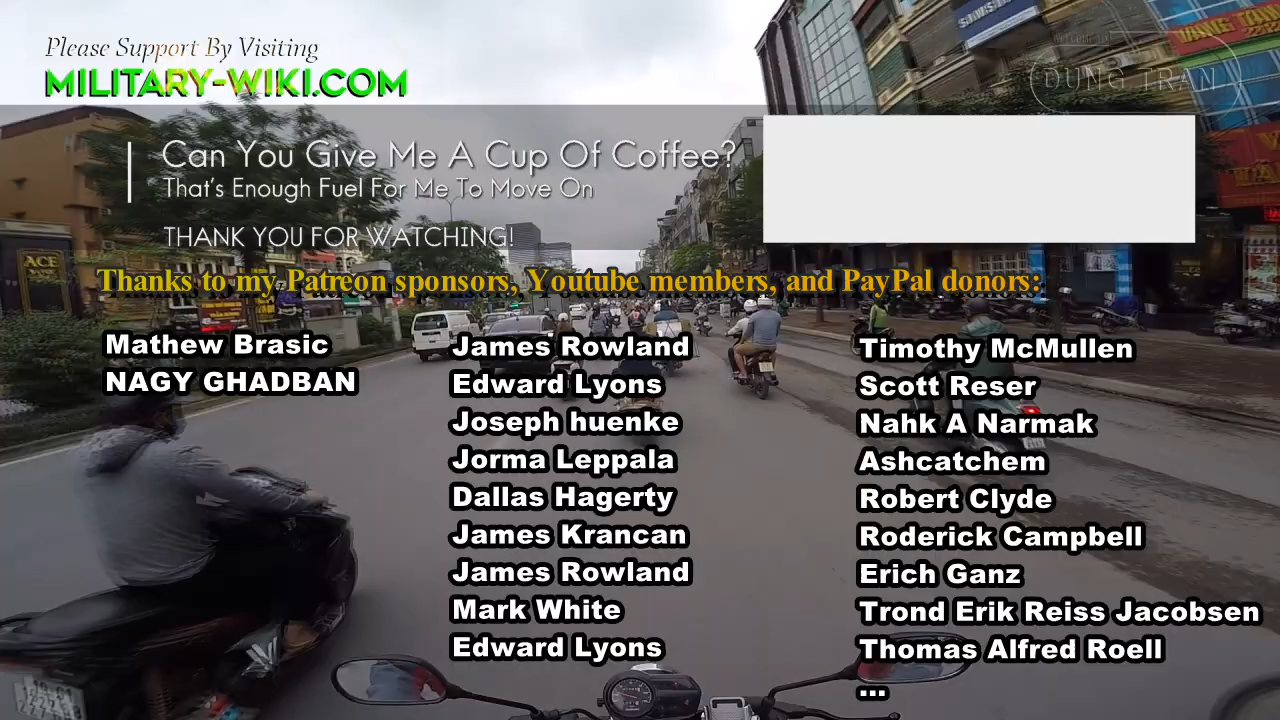 Please Support By Visiting
MILITARY-WIKI.COM
Welcome to
DUNG TRAN
Can You Give Me A Cup Of Coffee?
That's Enough Fuel For Me To Move On
THANK YOU FOR WATCHING!
ACE
SAMSUNG
Thanks to my Patreon sponsors, Youtube members, and PayPal donors:
Mathew Brasic
NAGY GHADBAN
James Rowland
Edward Lyons
Joseph huenke
Jorma Leppala
Dallas Hagerty
James Krancan
James Rowland
Mark White
Edward Lyons
Timothy McMullen
Scott Reser
Nahk A Narmak
Ashcatchem
Robert Clyde
Roderick Campbell
Erich Ganz
Trond Erik Reiss Jacobsen
Thomas Alfred Roell
...